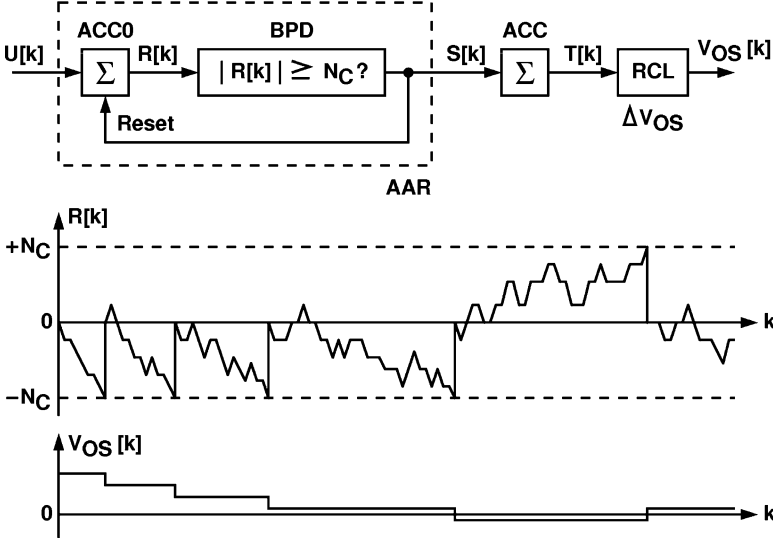 ACC0 BPD ACC
U[k] Σ R[k] | R[k] | ≥ N_C ? S[k] Σ T[k] RCL V_OS [k]
Reset ΔV_OS
AAR
R[k]
+N_C
0 k
−N_C
V_OS [k]
0 k